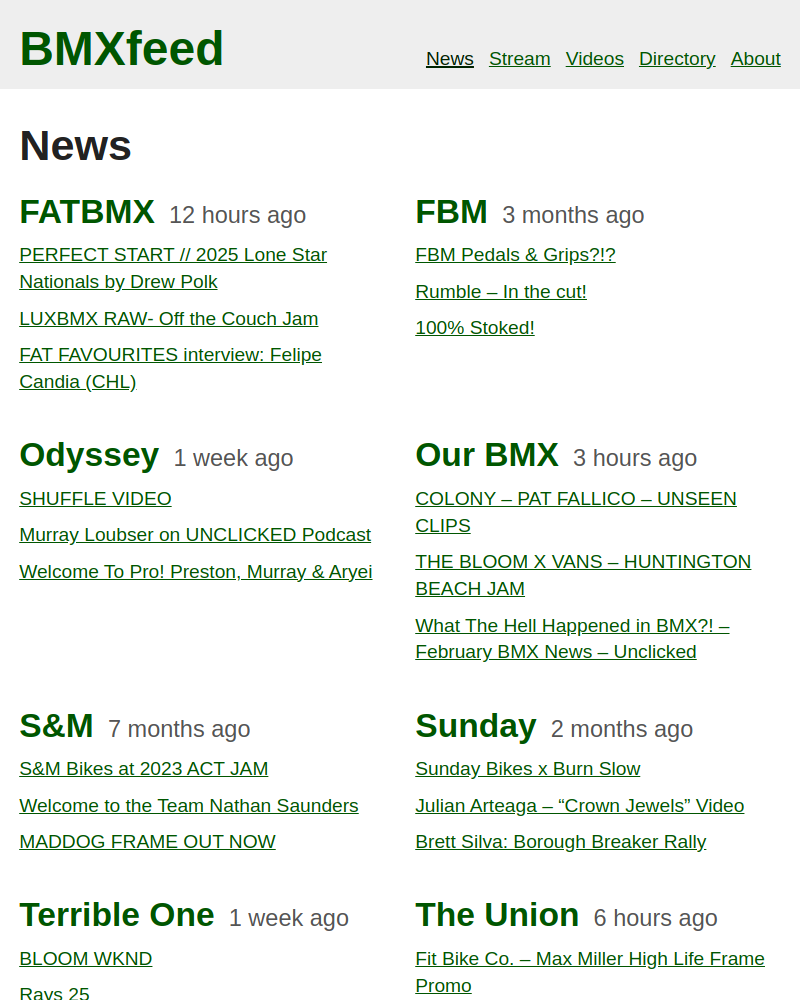 BMXfeed
News Stream Videos Directory About
News
FATBMX 12 hours ago
PERFECT START // 2025 Lone Star
Nationals by Drew Polk
LUXBMX RAW- Off the Couch Jam
FAT FAVOURITES interview: Felipe
Candia (CHL)
FBM 3 months ago
FBM Pedals & Grips?!?
Rumble – In the cut!
100% Stoked!
Odyssey 1 week ago
SHUFFLE VIDEO
Murray Loubser on UNCLICKED Podcast
Welcome To Pro! Preston, Murray & Aryei
Our BMX 3 hours ago
COLONY – PAT FALLICO – UNSEEN
CLIPS
THE BLOOM X VANS – HUNTINGTON
BEACH JAM
What The Hell Happened in BMX?! –
February BMX News – Unclicked
S&M 7 months ago
S&M Bikes at 2023 ACT JAM
Welcome to the Team Nathan Saunders
MADDOG FRAME OUT NOW
Sunday 2 months ago
Sunday Bikes x Burn Slow
Julian Arteaga – “Crown Jewels” Video
Brett Silva: Borough Breaker Rally
Terrible One 1 week ago
BLOOM WKND
Rays 25
The Union 6 hours ago
Fit Bike Co. – Max Miller High Life Frame
Promo